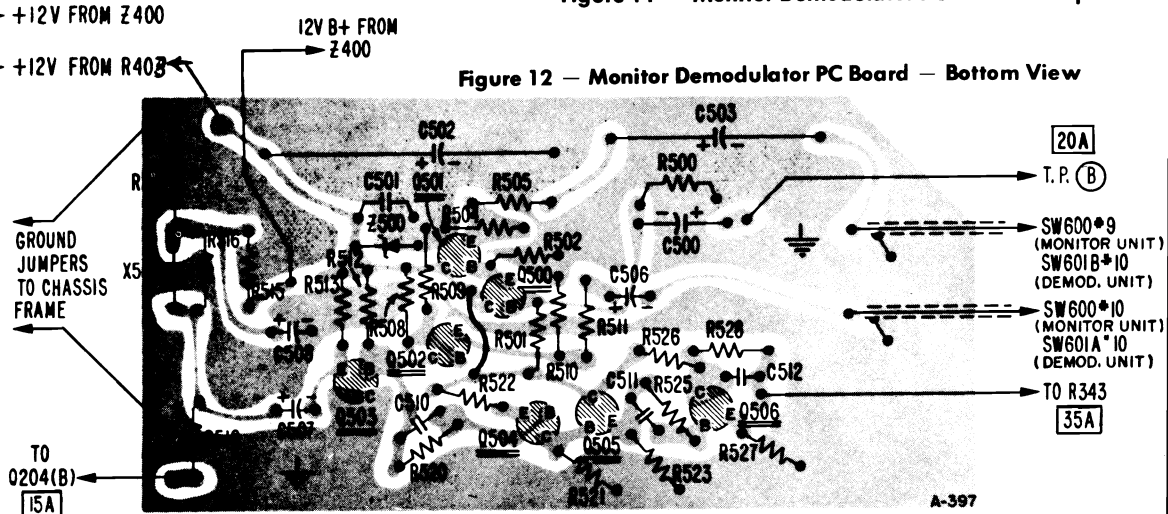 +12V FROM Z400
12V B+ FROM
Z400
+12V FROM R403
Figure 12 — Monitor Demodulator PC Board — Bottom View
C502
C503
20A
T.P. B
C501
Q501
R505
R500
C504
Z500
C500
R502
SW600#9
(MONITOR UNIT)
SW601B#10
(DEMOD. UNIT)
GROUND
JUMPERS
TO CHASSIS
FRAME
R516
X5
R515
R512
R513
R509
Q500
C506
R508
R501
R511
R510
SW600#10
(MONITOR UNIT)
SW601A"10
(DEMOD. UNIT)
C508
Q502
R526
R528
C512
R522
C511
R525
Q503
C510
C507
Q504
Q505
Q506
R527
TO R343
35A
R520
R521
R523
TO
Q204(B)
15A
E
C
B
A-397